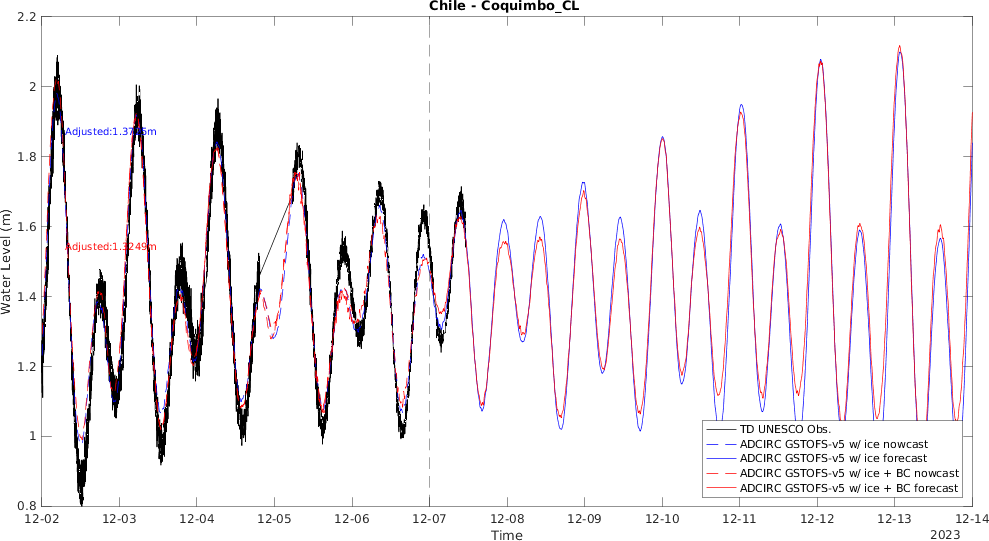 Chile - Coquimbo_CL
2.2
2
1.8
1.6
1.4
1.2
1
0.8
Water Level (m)
Adjusted:1.3746m
Adjusted:1.3249m
TD UNESCO Obs.
ADCIRC GSTOFS-v5 w/ ice nowcast
ADCIRC GSTOFS-v5 w/ ice forecast
ADCIRC GSTOFS-v5 w/ ice + BC nowcast
ADCIRC GSTOFS-v5 w/ ice + BC forecast
12-02 12-03 12-04 12-05 12-06 12-07 12-08 12-09 12-10 12-11 12-12 12-13 12-14
Time
2023